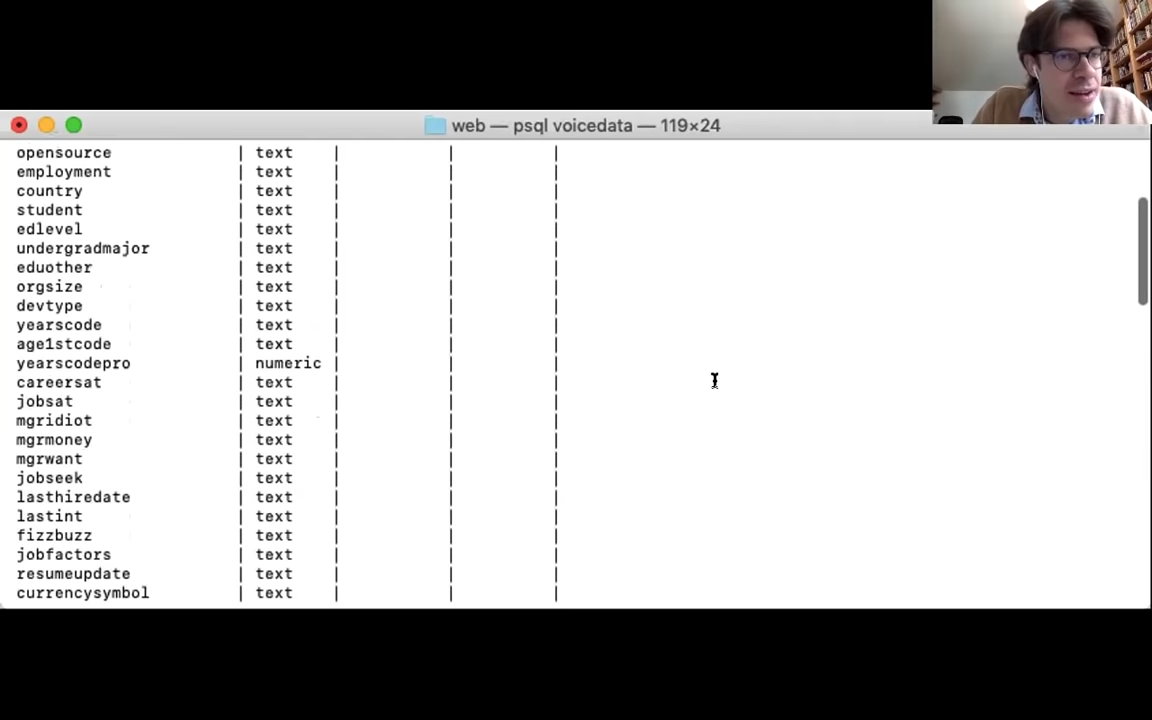 web — psql voicedata — 119×24
opensource | text | | |
employment | text | | |
country | text | | |
student | text | | |
edlevel | text | | |
undergradmajor | text | | |
eduother | text | | |
orgsize | text | | |
devtype | text | | |
yearscode | text | | |
age1stcode | text | | |
yearscodepro | numeric | | |
careersat | text | | |
jobsat | text | | |
mgridiot | text | | |
mgrmoney | text | | |
mgrwant | text | | |
jobseek | text | | |
lasthiredate | text | | |
lastint | text | | |
fizzbuzz | text | | |
jobfactors | text | | |
resumeupdate | text | | |
currencysymbol | text | | |